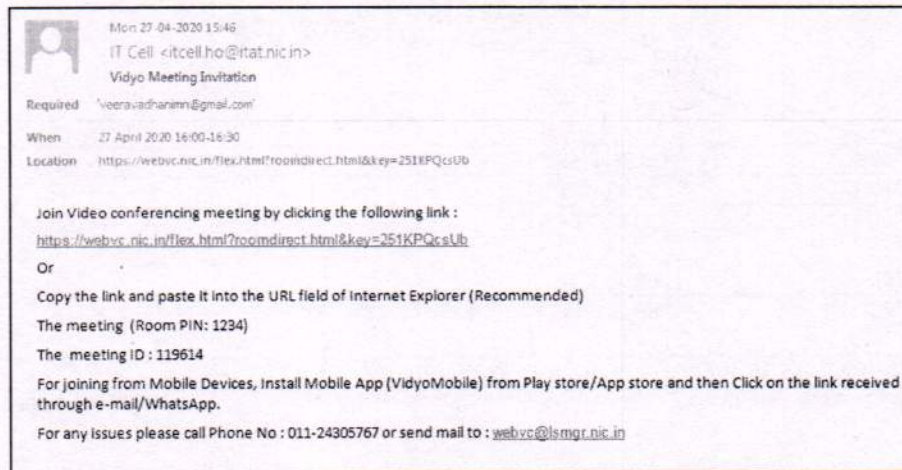 Mon 27-04-2020 15:46
IT Cell <itcell.ho@itat.nic.in>
Vidyo Meeting Invitation
Required 'veeravadhanimn@gmail.com'
When 27 April 2020 16:00-16:30
Location https://webvc.nic.in/flex.html?roomdirect.html&key=251KPQcsUb
Join Video conferencing meeting by clicking the following link :
https://webvc.nic.in/flex.html?roomdirect.html&key=251KPQcsUb
Or
Copy the link and paste it into the URL field of Internet Explorer (Recommended)
The meeting (Room PIN: 1234)
The meeting ID : 119614
For joining from Mobile Devices, Install Mobile App (VidyoMobile) from Play store/App store and then Click on the link received
through e-mail/WhatsApp.
For any issues please call Phone No : 011-24305767 or send mail to : webvc@lsmgr.nic.in